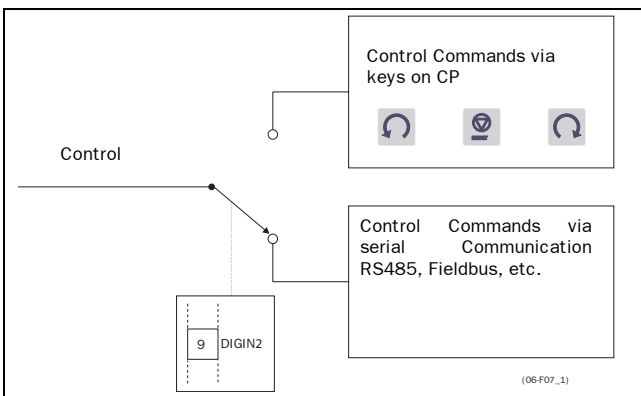 Control Commands via
keys on CP
Control
Control Commands via
serial Communication
RS485, Fieldbus, etc.
9 DIGIN2
(06-F07_1)